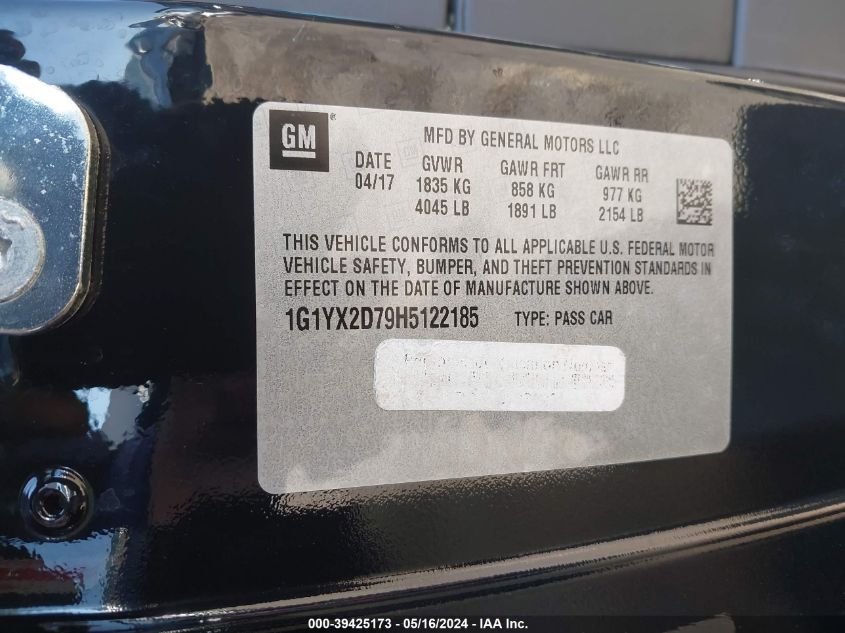 GM
®
MFD BY GENERAL MOTORS LLC
DATE GVWR GAWR FRT GAWR RR
04/17 1835 KG 858 KG 977 KG
4045 LB 1891 LB 2154 LB
THIS VEHICLE CONFORMS TO ALL APPLICABLE U.S. FEDERAL MOTOR
VEHICLE SAFETY, BUMPER, AND THEFT PREVENTION STANDARDS IN
EFFECT ON THE DATE OF MANUFACTURE SHOWN ABOVE.
1G1YX2D79H5122185 TYPE: PASS CAR
000-39425173 - 05/16/2024 - IAA Inc.